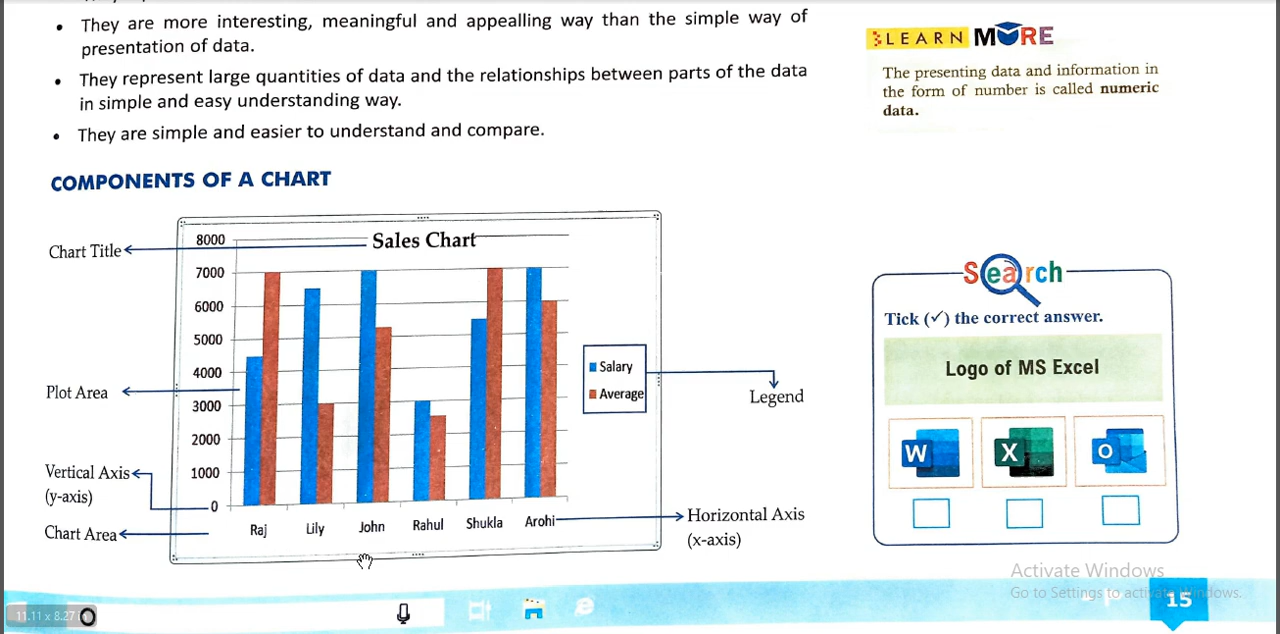 • They are more interesting, meaningful and appealling way than the simple way of
presentation of data.
• They represent large quantities of data and the relationships between parts of the data
in simple and easy understanding way.
• They are simple and easier to understand and compare.
COMPONENTS OF A CHART
Chart Title
Plot Area
Vertical Axis
(y-axis)
Chart Area
Sales Chart
8000
7000
6000
5000
4000
3000
2000
1000
0
Raj Lily John Rahul Shukla Arohi
Salary
Average
Legend
Horizontal Axis
(x-axis)
LEARN MORE
The presenting data and information in
the form of number is called numeric
data.
Search
Tick (✓) the correct answer.
Logo of MS Excel
W X O
Activate Windows
Go to Settings to activate Windows.
15
11.11 x 8.27